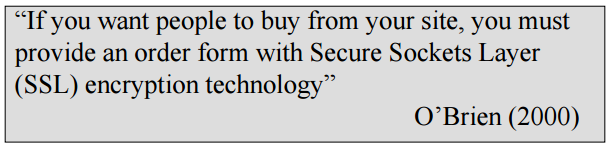 “If you want people to buy from your site, you must
provide an order form with Secure Sockets Layer
(SSL) encryption technology”
O’Brien (2000)